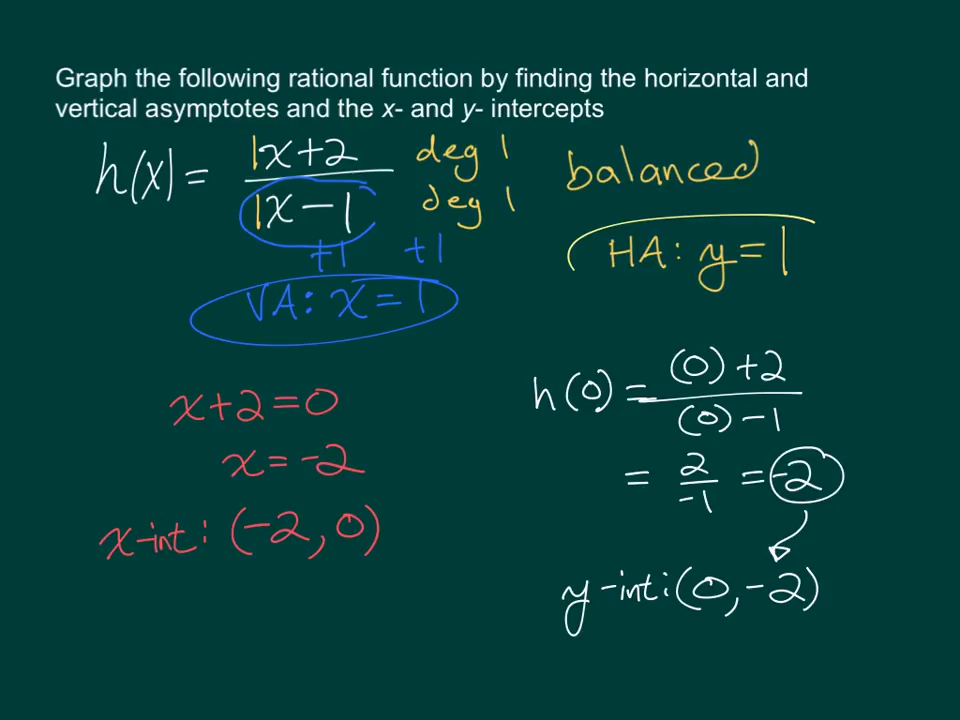 Graph the following rational function by finding the horizontal and
vertical asymptotes and the x- and y- intercepts
h(x) = (1x+2)/(1x-1)
deg 1
deg 1
balanced
+1 +1
HA: y = 1
VA: x = 1
x+2=0
x = -2
x-int: (-2, 0)
h(0) = ((0)+2)/((0)-1)
= 2/-1 = -2
y-int: (0, -2)